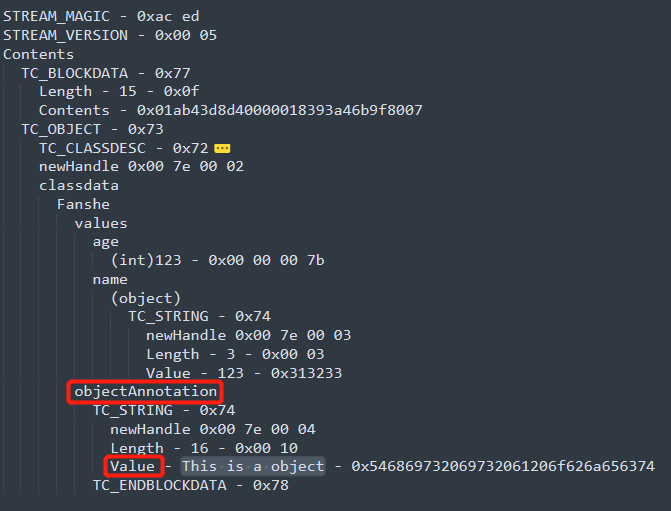 STREAM_MAGIC - 0xac ed
STREAM_VERSION - 0x00 05
Contents
TC_BLOCKDATA - 0x77
Length - 15 - 0x0f
Contents - 0x01ab43d8d40000018393a46b9f8007
TC_OBJECT - 0x73
TC_CLASSDESC - 0x72
newHandle 0x00 7e 00 02
classdata
Fanshe
values
age
(int)123 - 0x00 00 00 7b
name
(object)
TC_STRING - 0x74
newHandle 0x00 7e 00 03
Length - 3 - 0x00 03
Value - 123 - 0x313233
objectAnnotation
TC_STRING - 0x74
newHandle 0x00 7e 00 04
Length - 16 - 0x00 10
Value - This is a object - 0x546869732069732061206f626a656374
TC_ENDBLOCKDATA - 0x78